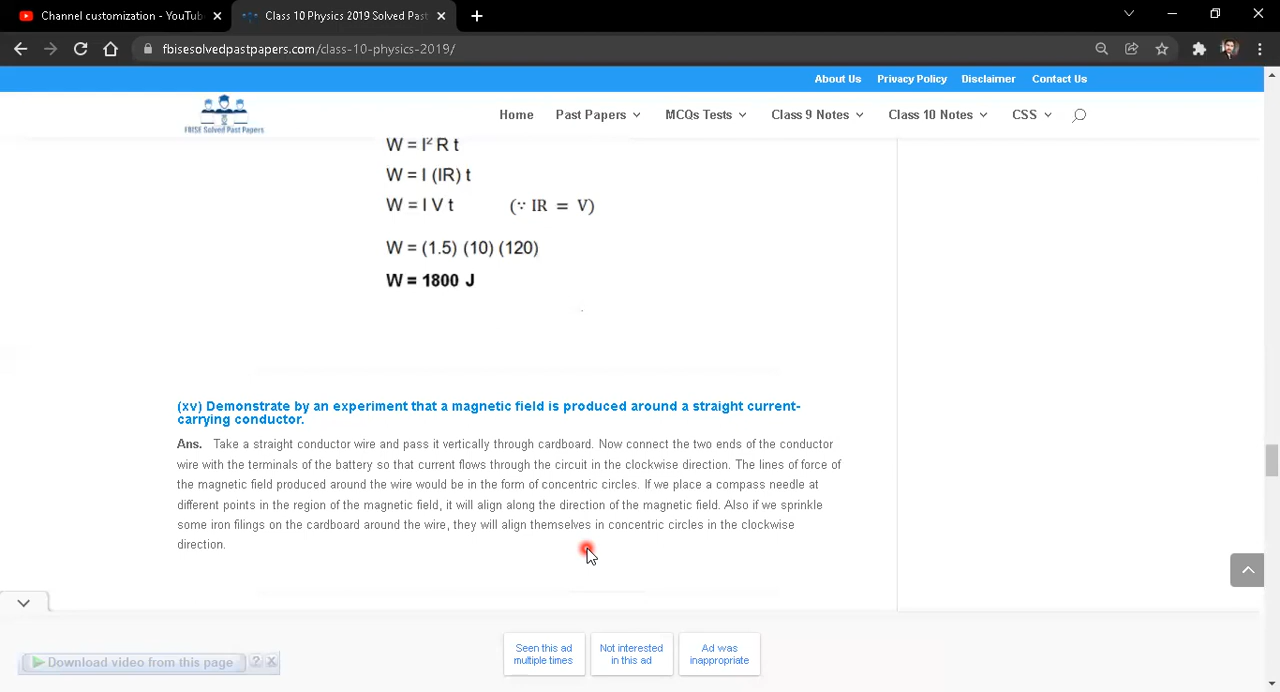 Channel customization - YouTub
Class 10 Physics 2019 Solved Past
fbisesolvedpastpapers.com/class-10-physics-2019/
About Us Privacy Policy Disclaimer Contact Us
FBISE Solved Past Papers
Home Past Papers MCQs Tests Class 9 Notes Class 10 Notes CSS
W = I² R t
W = I (IR) t
W = I V t (∵ IR = V)
W = (1.5) (10) (120)
W = 1800 J
(xv) Demonstrate by an experiment that a magnetic field is produced around a straight current-
carrying conductor.
Ans. Take a straight conductor wire and pass it vertically through cardboard. Now connect the two ends of the conductor
wire with the terminals of the battery so that current flows through the circuit in the clockwise direction. The lines of force of
the magnetic field produced around the wire would be in the form of concentric circles. If we place a compass needle at
different points in the region of the magnetic field, it will align along the direction of the magnetic field. Also if we sprinkle
some iron filings on the cardboard around the wire, they will align themselves in concentric circles in the clockwise
direction.
Seen this ad
multiple times
Not interested
in this ad
Ad was
inappropriate
Download video from this page ? X